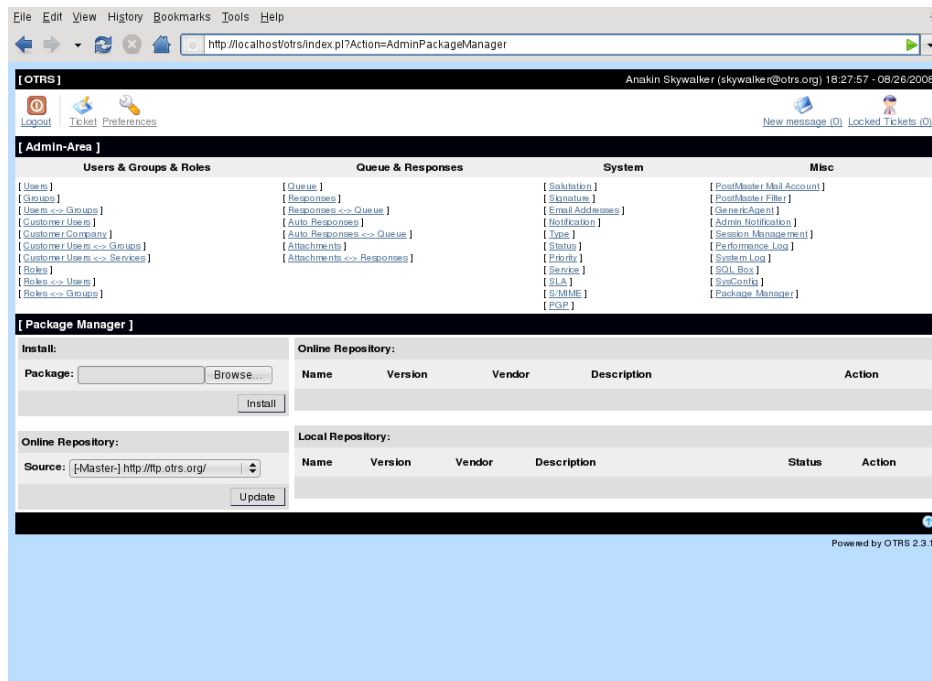 File Edit View History Bookmarks Tools Help
http://localhost/otrs/index.pl?Action=AdminPackageManager
[ OTRS ] Anakin Skywalker (skywalker@otrs.org) 18:27:57 - 08/26/2008
Logout Ticket Preferences New message (0) Locked Tickets (0)
[ Admin-Area ]
Users & Groups & Roles Queue & Responses System Misc
[ Users ] [ Queue ] [ Salutation ] [ PostMaster Mail Account ]
[ Groups ] [ Responses ] [ Signature ] [ PostMaster Filter ]
[ Users <-> Groups ] [ Responses <-> Queue ] [ Email Addresses ] [ GenericAgent ]
[ Customer Users ] [ Auto Responses ] [ Notification ] [ Admin Notification ]
[ Customer Company ] [ Auto Responses <-> Queue ] [ Type ] [ Session Management ]
[ Customer Users <-> Groups ] [ Attachments ] [ Status ] [ Performance Log ]
[ Customer Users <-> Services ] [ Attachments <-> Responses ] [ Priority ] [ System Log ]
[ Roles ] [ Service ] [ SQL Box ]
[ Roles <-> Users ] [ SLA ] [ SysConfig ]
[ Roles <-> Groups ] [ S/MIME ] [ Package Manager ]
[ PGP ]
[ Package Manager ]
Install: Online Repository:
Package: Browse... Name Version Vendor Description Action
Install
Online Repository: Local Repository:
Source: [-Master-] http://ftp.otrs.org/ Name Version Vendor Description Status Action
Update
Powered by OTRS 2.3.1